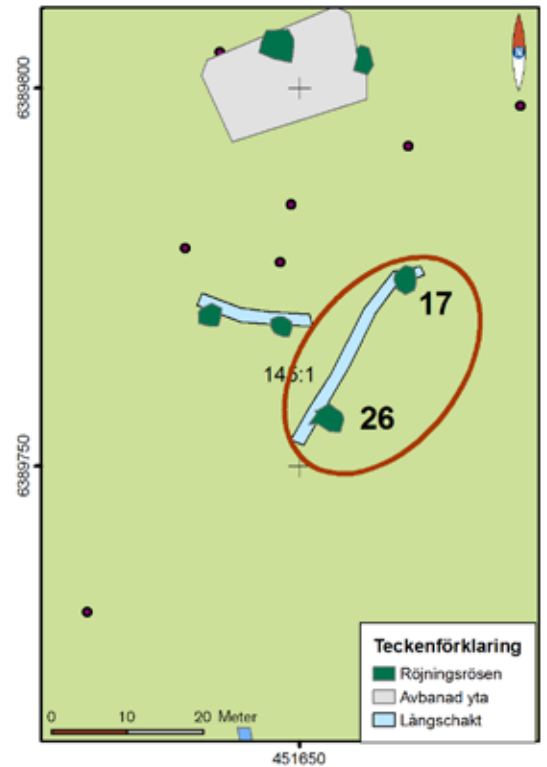 6389800
17
145:1
26
6389750
Teckenförklaring
Röjningsrösen
Avbanad yta
Långschakt
0 10 20 Meter
451650